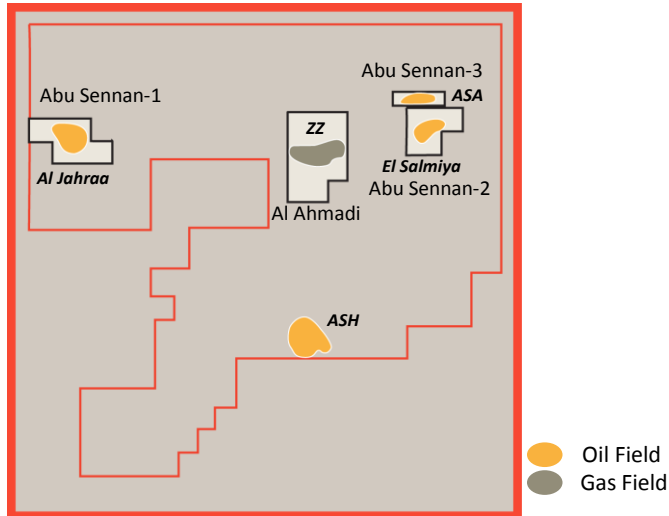 Abu Sennan-3
Abu Sennan-1
ASA
ZZ
El Salmiya
Al Jahraa
Abu Sennan-2
Al Ahmadi
ASH
Oil Field
Gas Field